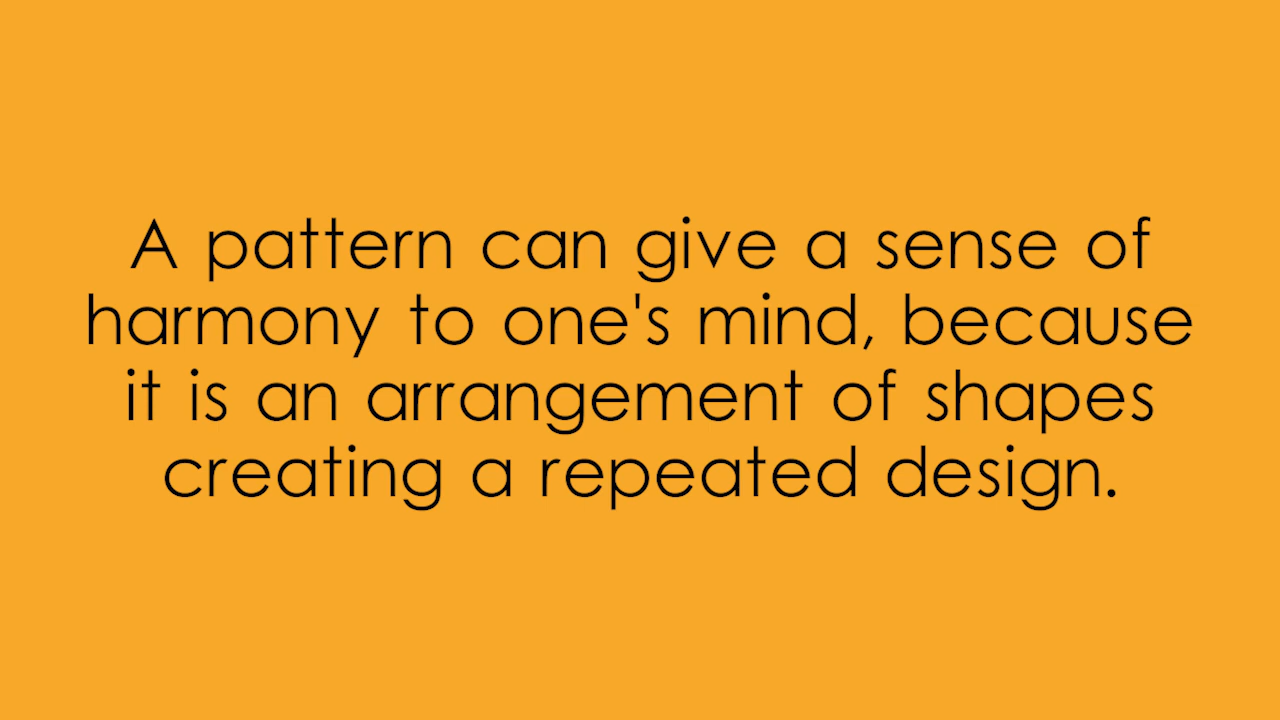 A pattern can give a sense of
harmony to one's mind, because
it is an arrangement of shapes
creating a repeated design.